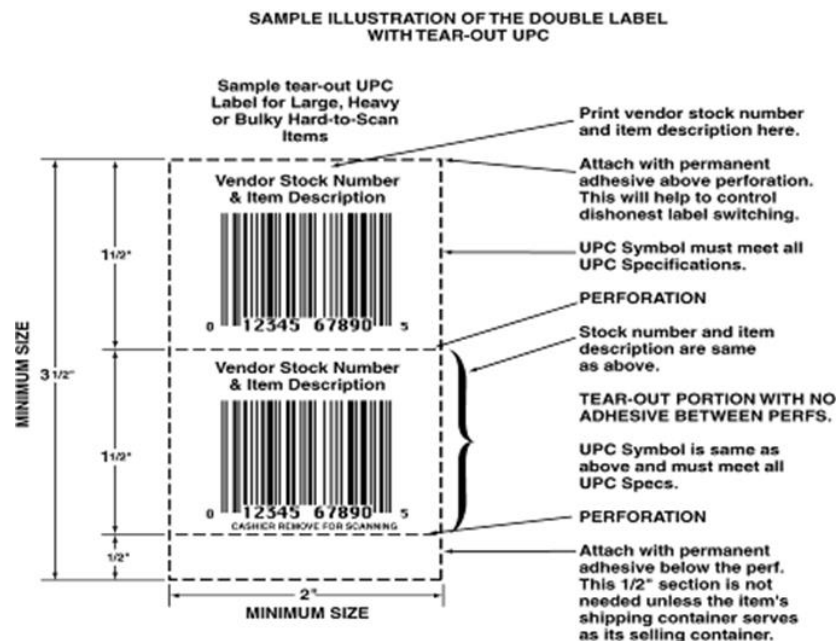 SAMPLE ILLUSTRATION OF THE DOUBLE LABEL
WITH TEAR-OUT UPC
Sample tear-out UPC
Label for Large, Heavy
or Bulky Hard-to-Scan
Items
Print vendor stock number
and item description here.
Attach with permanent
adhesive above perforation.
This will help to control
dishonest label switching.
UPC Symbol must meet all
UPC Specifications.
PERFORATION
Stock number and item
description are same
as above.
TEAR-OUT PORTION WITH NO
ADHESIVE BETWEEN PERFS.
UPC Symbol is same as
above and must meet all
UPC Specs.
PERFORATION
Attach with permanent
adhesive below the perf.
This 1/2" section is not
needed unless the item's
shipping container serves
as its selling container.
Vendor Stock Number
& Item Description
0 12345 67890 5
Vendor Stock Number
& Item Description
0 12345 67890 5
CASHIER REMOVE FOR SCANNING
MINIMUM SIZE
3 1/2"
1 1/2"
1 1/2"
1/2"
2"
MINIMUM SIZE